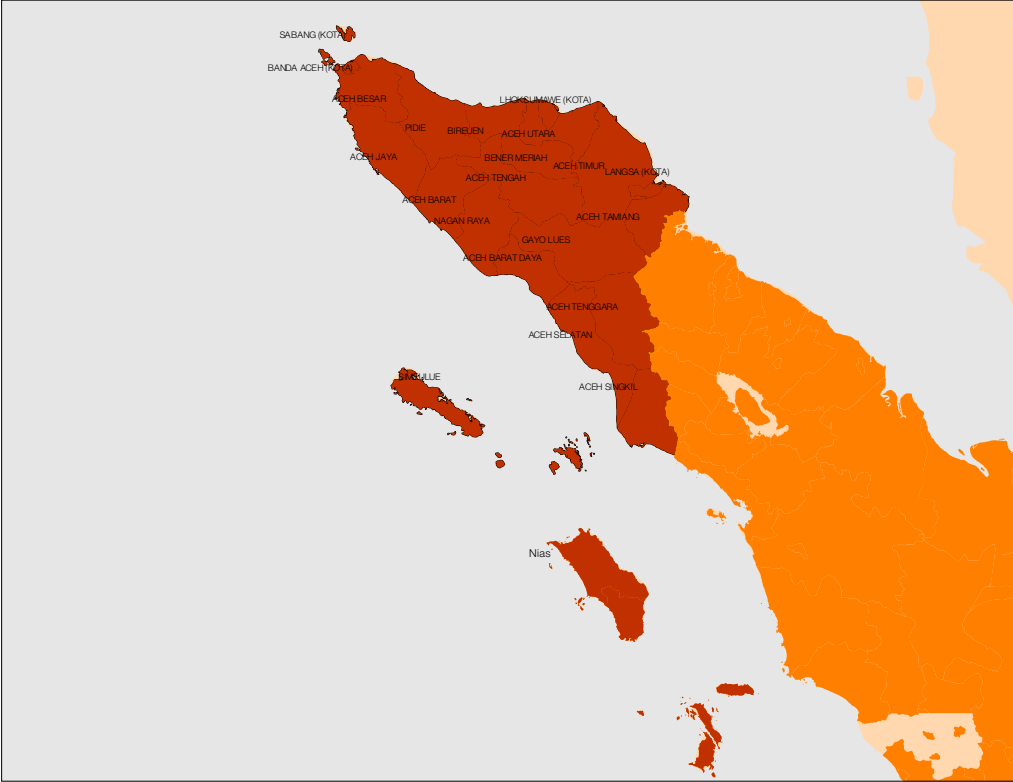 SABANG (KOTA)
BANDA ACEH (KOTA)
ACEH BESAR
LHOKSUMAWE (KOTA)
PIDIE
BIREUEN
ACEH UTARA
ACEH JAYA
BENER MERIAH
ACEH TIMUR
LANGSA (KOTA)
ACEH TENGAH
ACEH BARAT
NAGAN RAYA
ACEH TAMIANG
GAYO LUES
ACEH BARAT DAYA
ACEH TENGGARA
ACEH SELATAN
SIMEULUE
ACEH SINGKIL
Nias